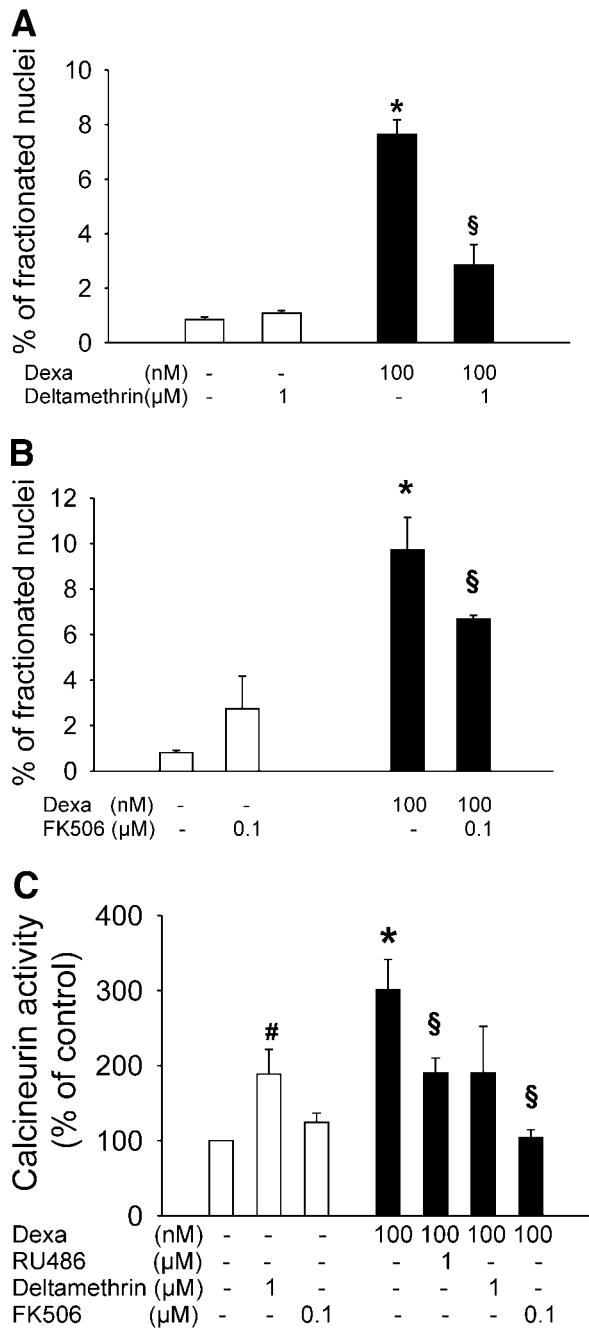 A
% of fractionated nuclei
10
8
6
4
2
0
*
§
Dexa (nM) - - 100 100
Deltamethrin(µM) - 1 - 1
B
% of fractionated nuclei
12
10
8
6
4
2
0
*
§
Dexa (nM) - - 100 100
FK506 (µM) - 0.1 - 0.1
C
Calcineurin activity
(% of control)
400
300
200
100
0
#
*
§
§
Dexa (nM) - - - 100 100 100 100
RU486 (µM) - - - - 1 - -
Deltamethrin (µM) - 1 - - - 1 -
FK506 (µM) - - 0.1 - - - 0.1